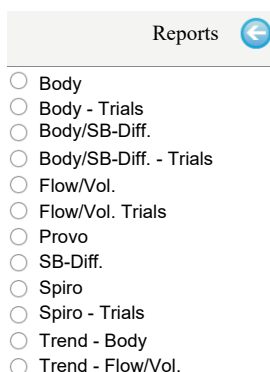 Reports
Body
Body - Trials
Body/SB-Diff.
Body/SB-Diff. - Trials
Flow/Vol.
Flow/Vol. Trials
Provo
SB-Diff.
Spiro
Spiro - Trials
Trend - Body
Trend - Flow/Vol.